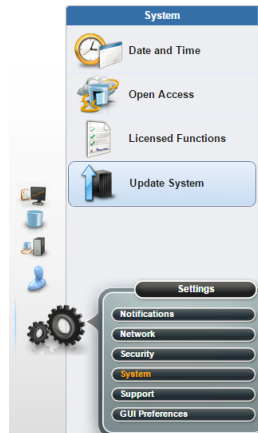 System
Date and Time
Open Access
Licensed Functions
Update System
Settings
Notifications
Network
Security
System
Support
GUI Preferences